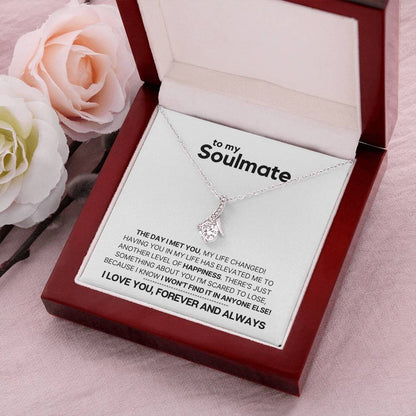 to my
Soulmate
THE DAY I MET YOU, MY LIFE CHANGED!
HAVING YOU IN MY LIFE HAS ELEVATED ME TO
ANOTHER LEVEL OF HAPPINESS. THERE'S JUST
SOMETHING ABOUT YOU I'M SCARED TO LOSE,
BECAUSE I KNOW I WON'T FIND IT IN ANYONE ELSE!
I LOVE YOU, FOREVER AND ALWAYS